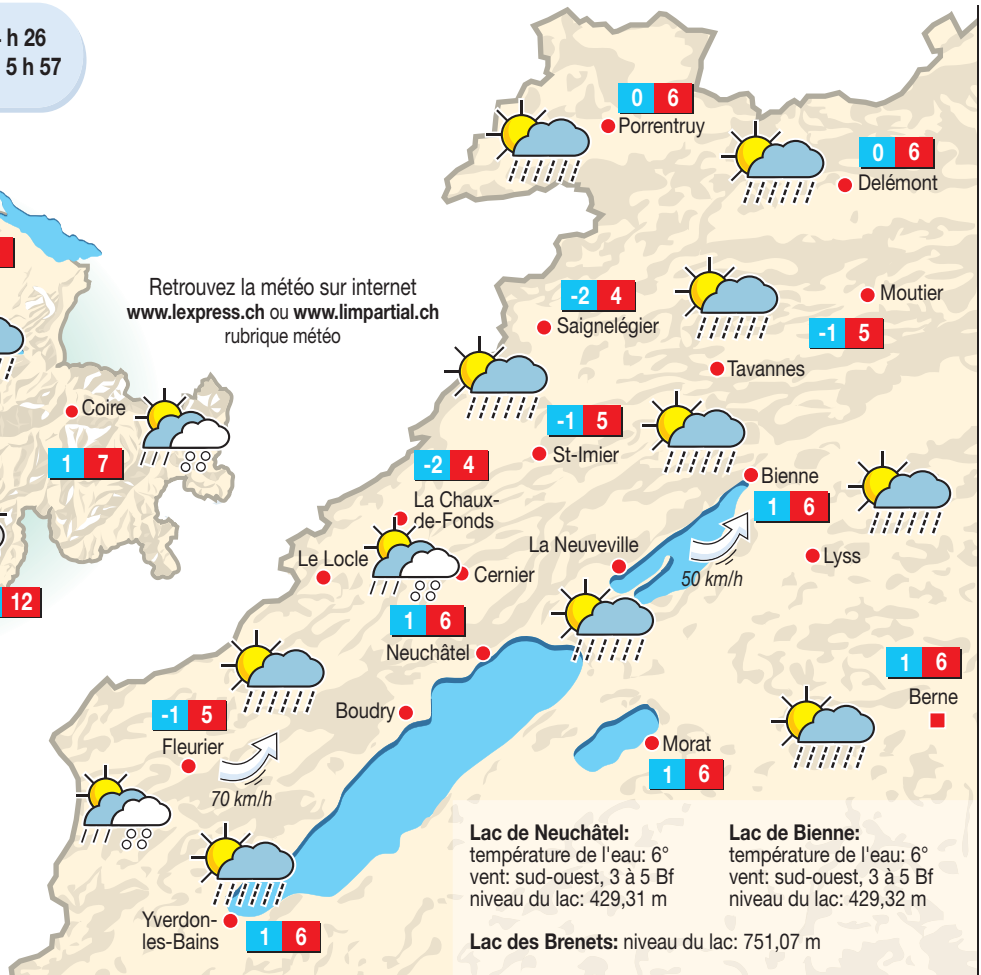 h 26
5 h 57
0 6
Porrentruy
0 6
Delémont
Retrouvez la météo sur internet
www.lexpress.ch ou www.limpartial.ch
rubrique météo
-2 4
Saignelégier
Moutier
-1 5
Tavannes
Coire
1 7
-1 5
St-Imier
-2 4
La Chaux-
de-Fonds
Bienne
1 6
Le Locle
Cernier
La Neuveville
50 km/h
Lyss
12
1 6
Neuchâtel
1 6
Berne
-1 5
Fleurier
Boudry
70 km/h
Morat
1 6
Yverdon-
les-Bains
1 6
Lac de Neuchâtel:
température de l'eau: 6°
vent: sud-ouest, 3 à 5 Bf
niveau du lac: 429,31 m
Lac de Bienne:
température de l'eau: 6°
vent: sud-ouest, 3 à 5 Bf
niveau du lac: 429,32 m
Lac des Brenets: niveau du lac: 751,07 m